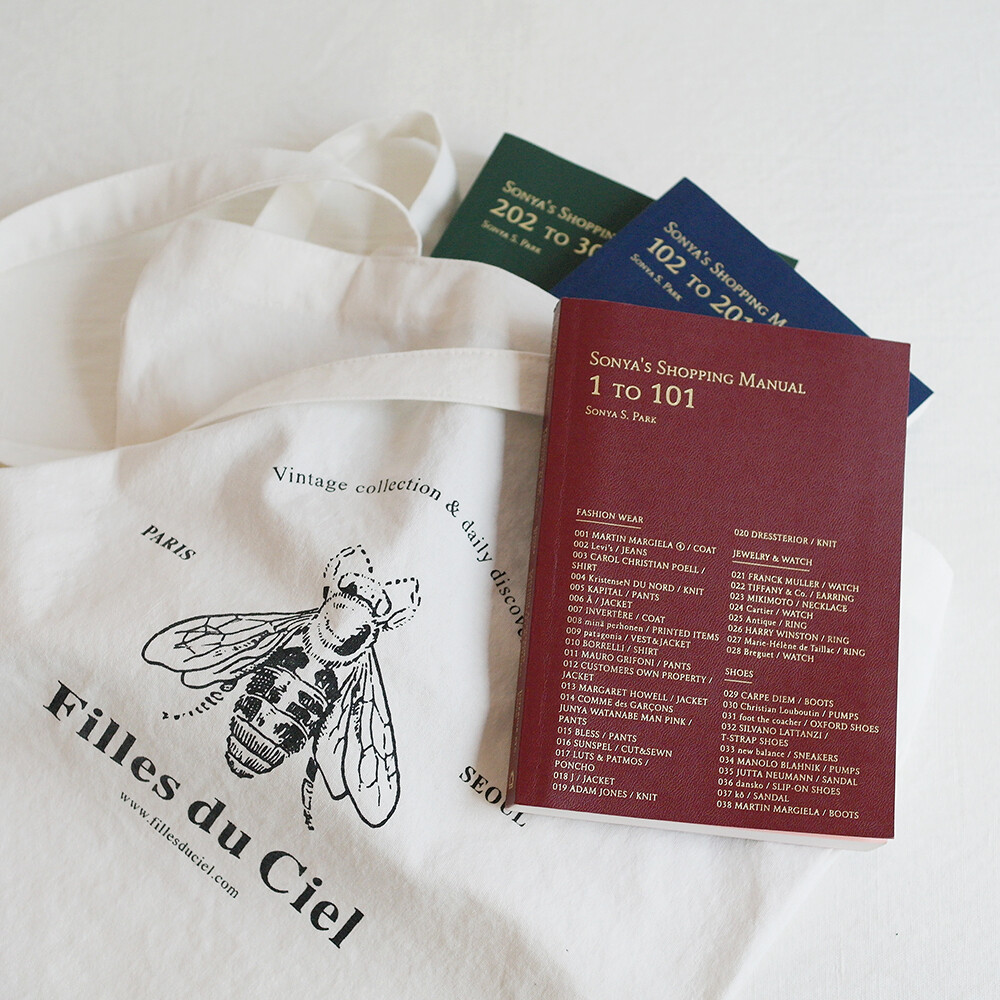 SONYA'S SHOPPIN
202 TO 30
SONYA S. PARK
SONYA'S SHOPPING M
102 TO 201
SONYA S. PARK
SONYA'S SHOPPING MANUAL
1 TO 101
SONYA S. PARK
FASHION WEAR
001 MARTIN MARGIELA ④ / COAT
002 Levi's / JEANS
003 CAROL CHRISTIAN POELL /
SHIRT
004 KristenseN DU NORD / KNIT
005 KAPITAL / PANTS
006 Å / JACKET
007 INVERTÈRE / COAT
008 minä perhonen / PRINTED ITEMS
009 patagonia / VEST&JACKET
010 BORRELLI / SHIRT
011 MAURO GRIFONI / PANTS
012 CUSTOMERS OWN PROPERTY /
JACKET
013 MARGARET HOWELL / JACKET
014 COMME des GARÇONS
JUNYA WATANABE MAN PINK /
PANTS
015 BLESS / PANTS
016 SUNSPEL / CUT&SEWN
017 LUTS & PATMOS /
PONCHO
018 J / JACKET
019 ADAM JONES / KNIT
020 DRESSTERIOR / KNIT
JEWELRY & WATCH
021 FRANCK MULLER / WATCH
022 TIFFANY & Co. / EARRING
023 MIKIMOTO / NECKLACE
024 Cartier / WATCH
025 Antique / RING
026 HARRY WINSTON / RING
027 Marie-Hélène de Taillac / RING
028 Breguet / WATCH
SHOES
029 CARPE DIEM / BOOTS
030 Christian Louboutin / PUMPS
031 foot the coacher / OXFORD SHOES
032 SILVANO LATTANZI /
T-STRAP SHOES
033 new balance / SNEAKERS
034 MANOLO BLAHNIK / PUMPS
035 JUTTA NEUMANN / SANDAL
036 dansko / SLIP-ON SHOES
037 kō / SANDAL
038 MARTIN MARGIELA / BOOTS
Vintage collection & daily discove
PARIS
SEOUL
Filles du Ciel
www.fillesduciel.com